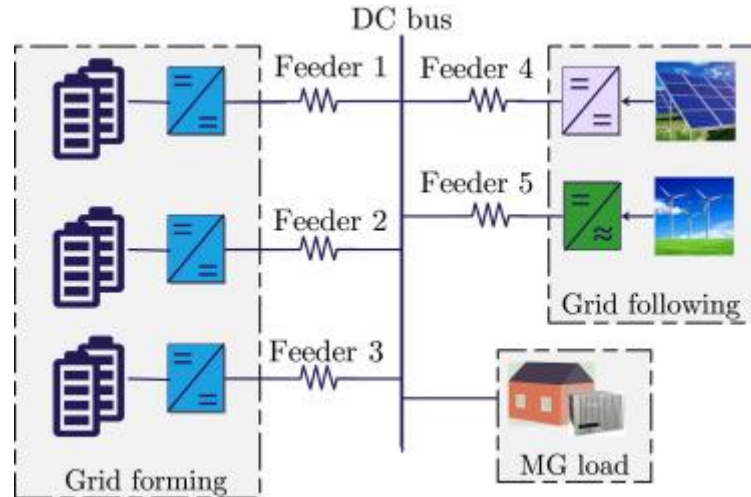 DC bus
Feeder 1
Feeder 4
Feeder 2
Feeder 5
Feeder 3
Grid following
Grid forming
MG load